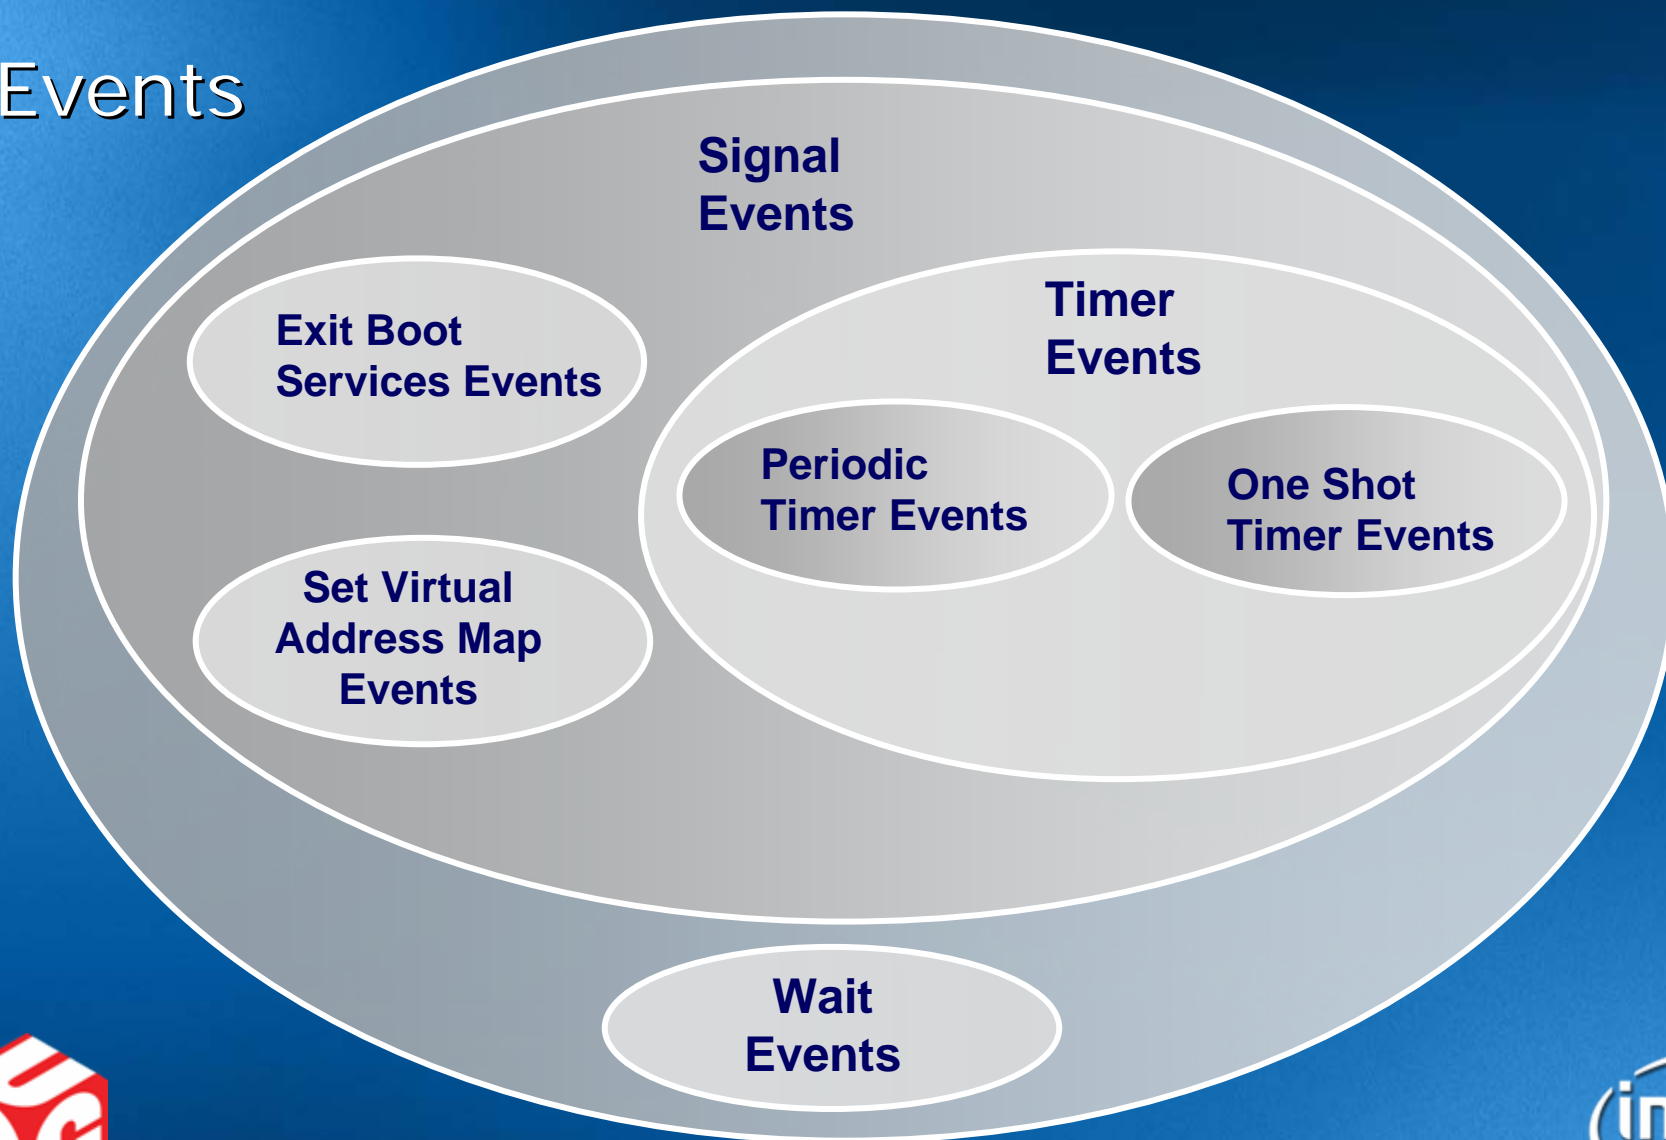 Events
Signal
Events
Timer
Events
Exit Boot
Services Events
Periodic
Timer Events
One Shot
Timer Events
Set Virtual
Address Map
Events
Wait
Events